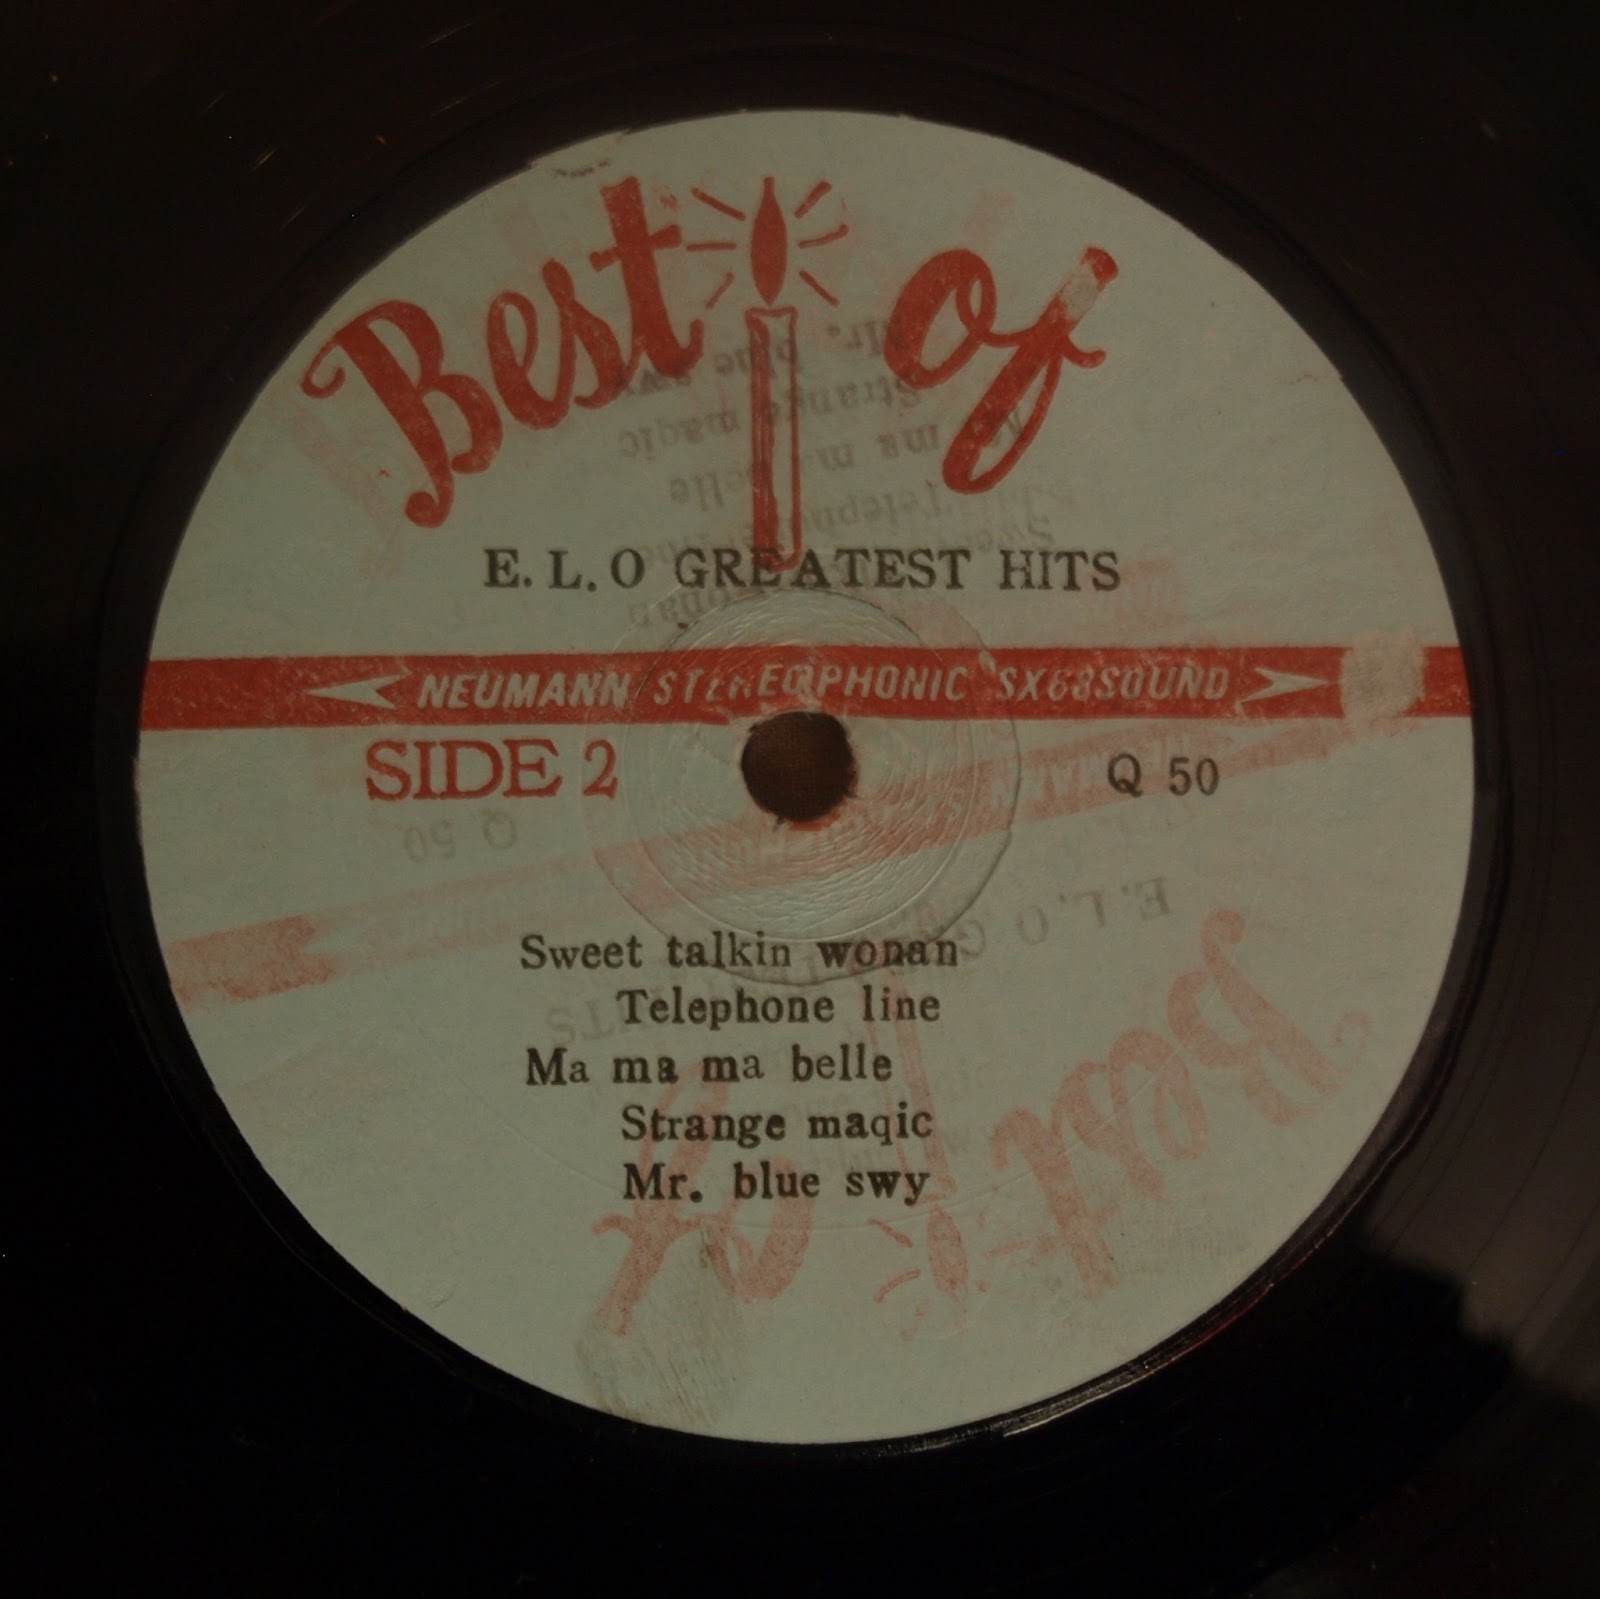 Best of
E. L. O GREATEST HITS
NEUMANN STEREOPHONIC SX68SOUND
SIDE 2
Q 50
Sweet talkin wonan
Telephone line
Ma ma ma belle
Strange maqic
Mr. blue swy